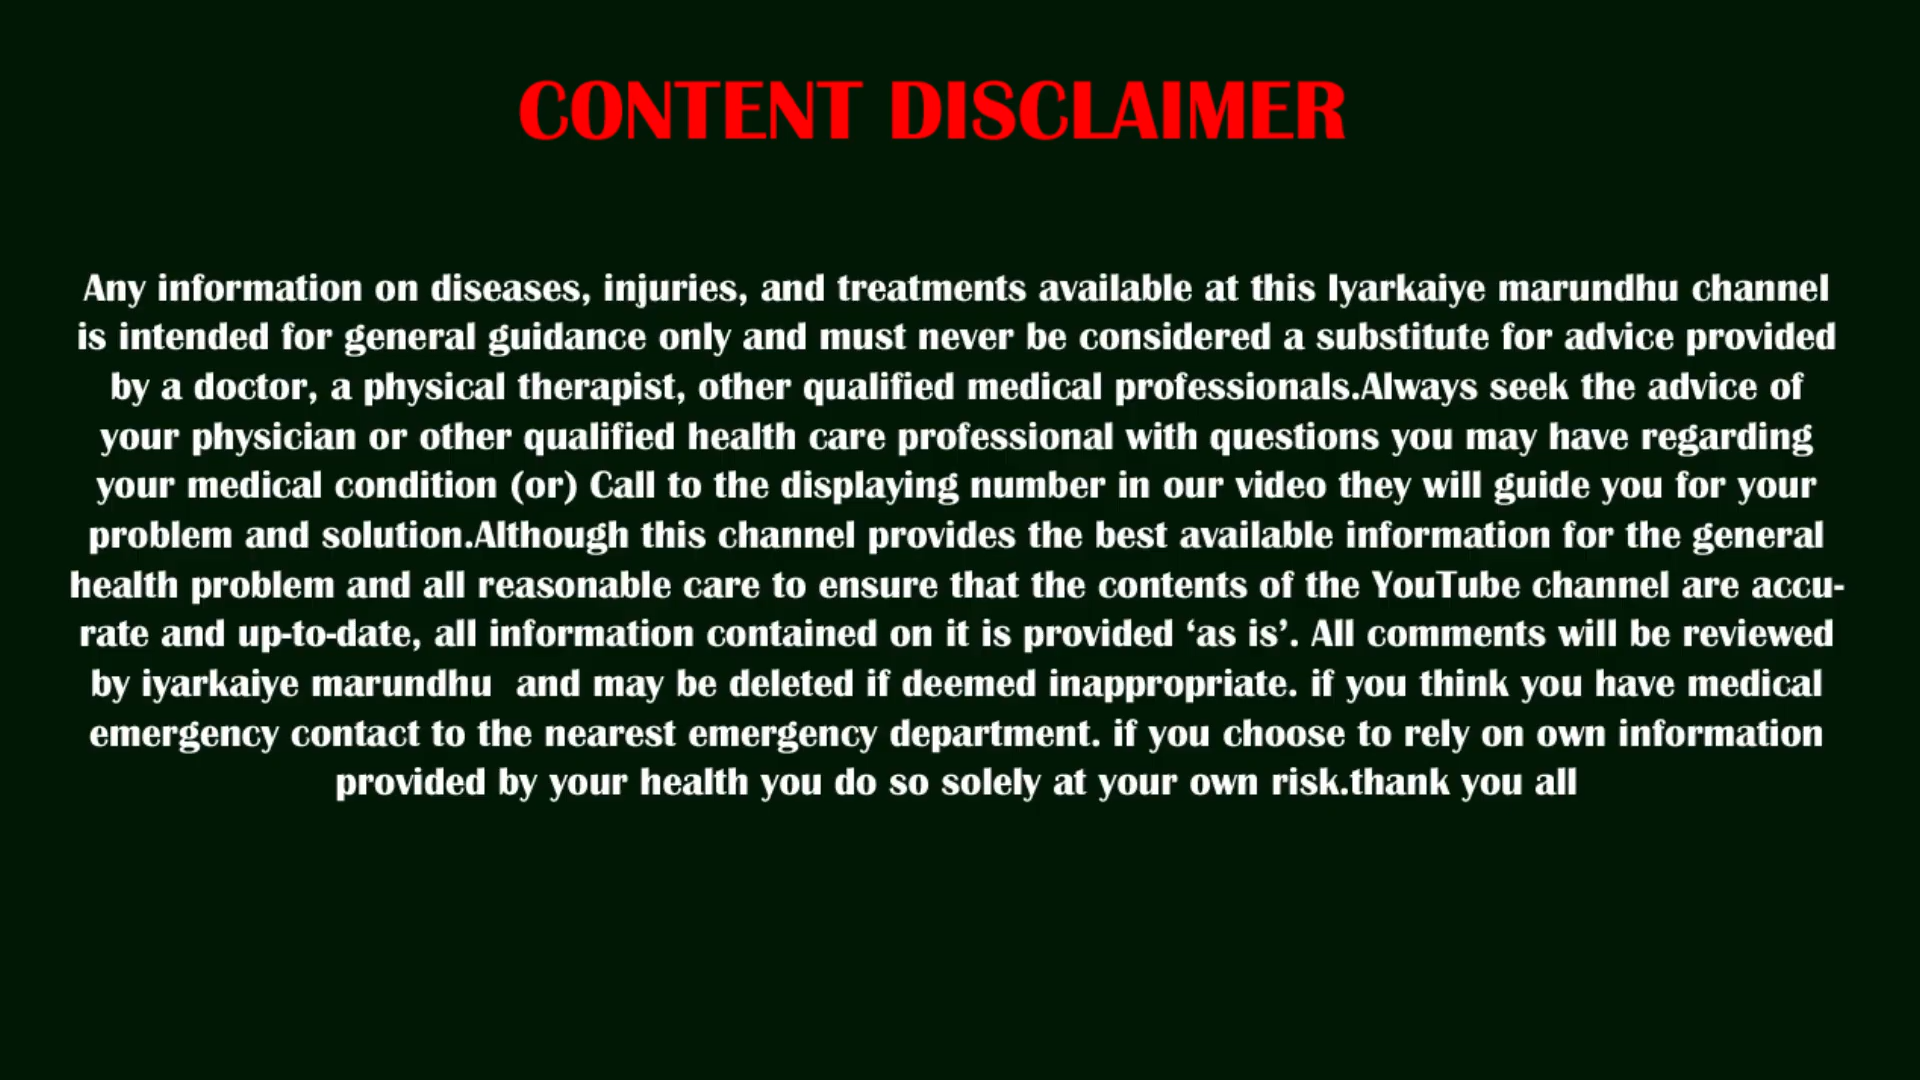 CONTENT DISCLAIMER
Any information on diseases, injuries, and treatments available at this Iyarkaiye marundhu channel
is intended for general guidance only and must never be considered a substitute for advice provided
by a doctor, a physical therapist, other qualified medical professionals.Always seek the advice of
your physician or other qualified health care professional with questions you may have regarding
your medical condition (or) Call to the displaying number in our video they will guide you for your
problem and solution.Although this channel provides the best available information for the general
health problem and all reasonable care to ensure that the contents of the YouTube channel are accu-
rate and up-to-date, all information contained on it is provided ‘as is’. All comments will be reviewed
by iyarkaiye marundhu  and may be deleted if deemed inappropriate. if you think you have medical
emergency contact to the nearest emergency department. if you choose to rely on own information
provided by your health you do so solely at your own risk.thank you all